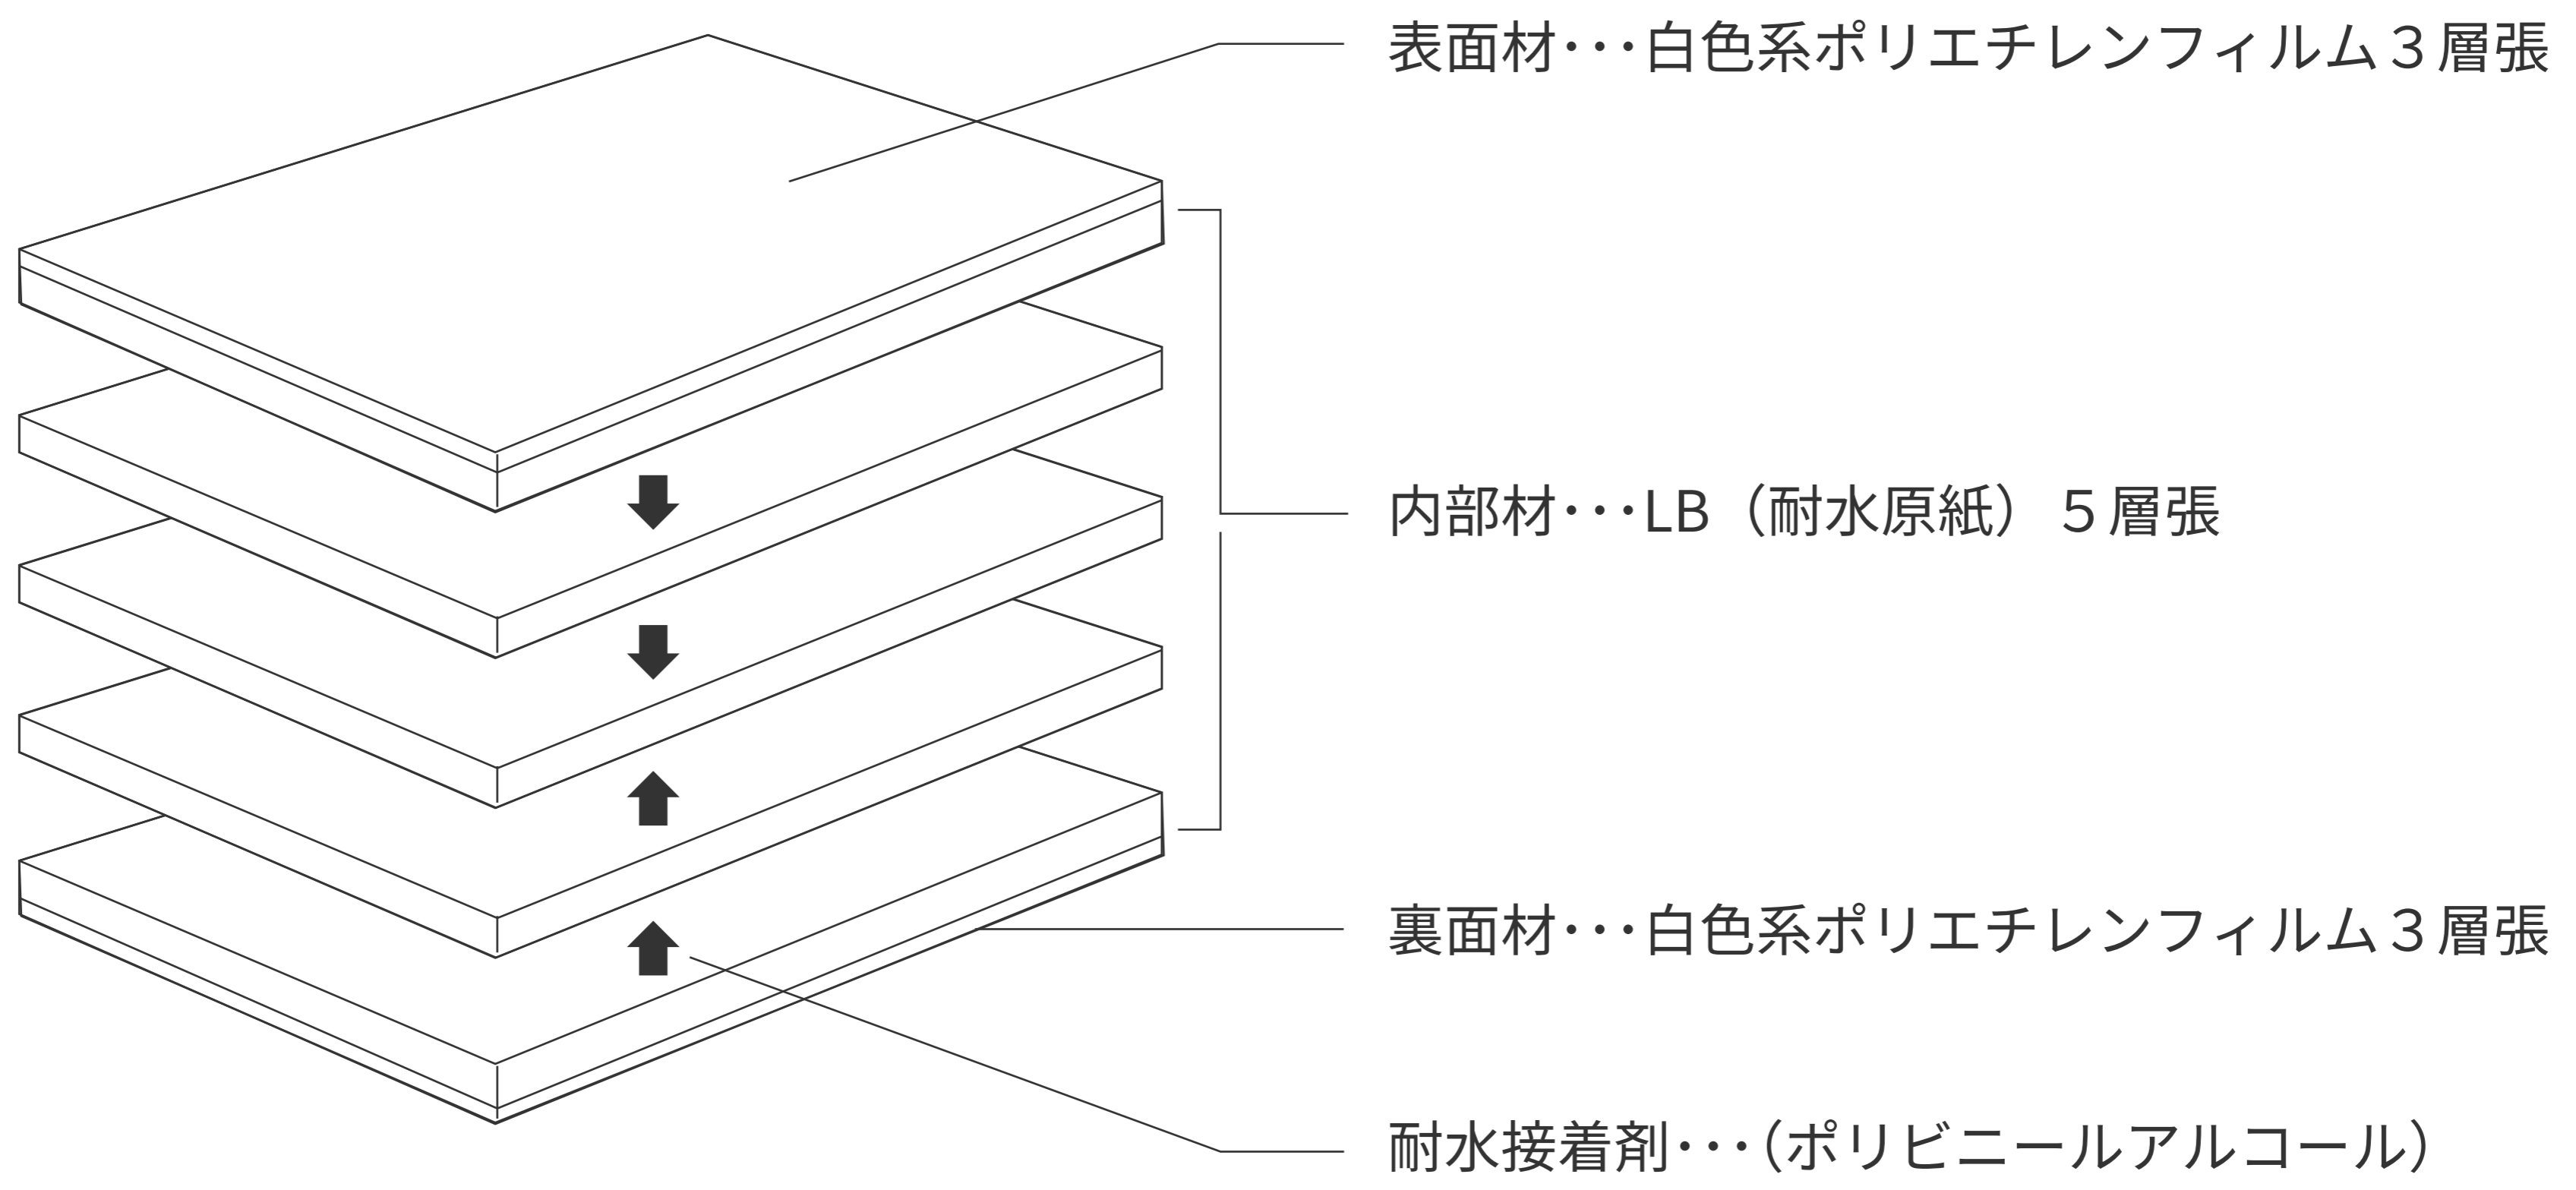 表面材･･･白色系ポリエチレンフィルム３層張
内部材･･･LB（耐水原紙）５層張
裏面材･･･白色系ポリエチレンフィルム３層張
耐水接着剤･･･(ポリビニールアルコール)